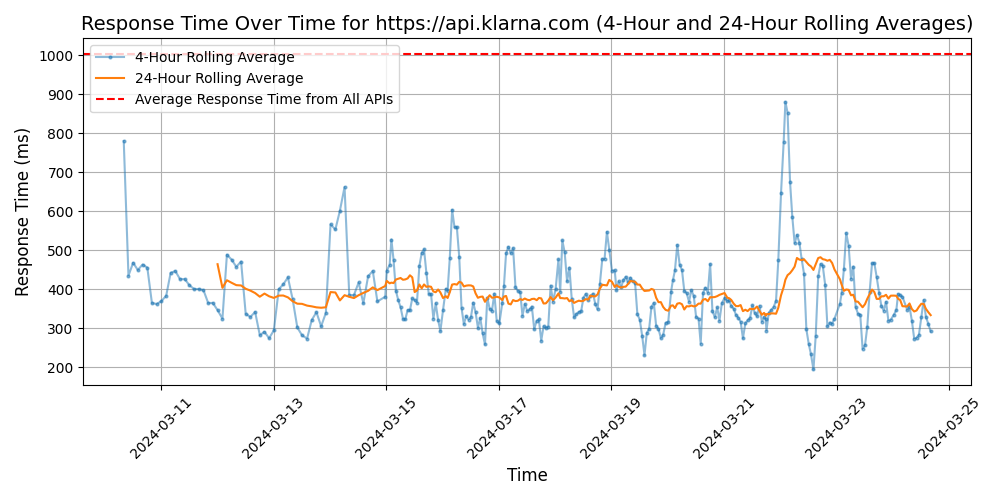 Response Time Over Time for https://api.klarna.com (4-Hour and 24-Hour Rolling Averages)
Response Time (ms)
1000
900
800
700
600
500
400
300
200
4-Hour Rolling Average
24-Hour Rolling Average
Average Response Time from All APIs
2024-03-11
2024-03-13
2024-03-15
2024-03-17
2024-03-19
2024-03-21
2024-03-23
2024-03-25
Time